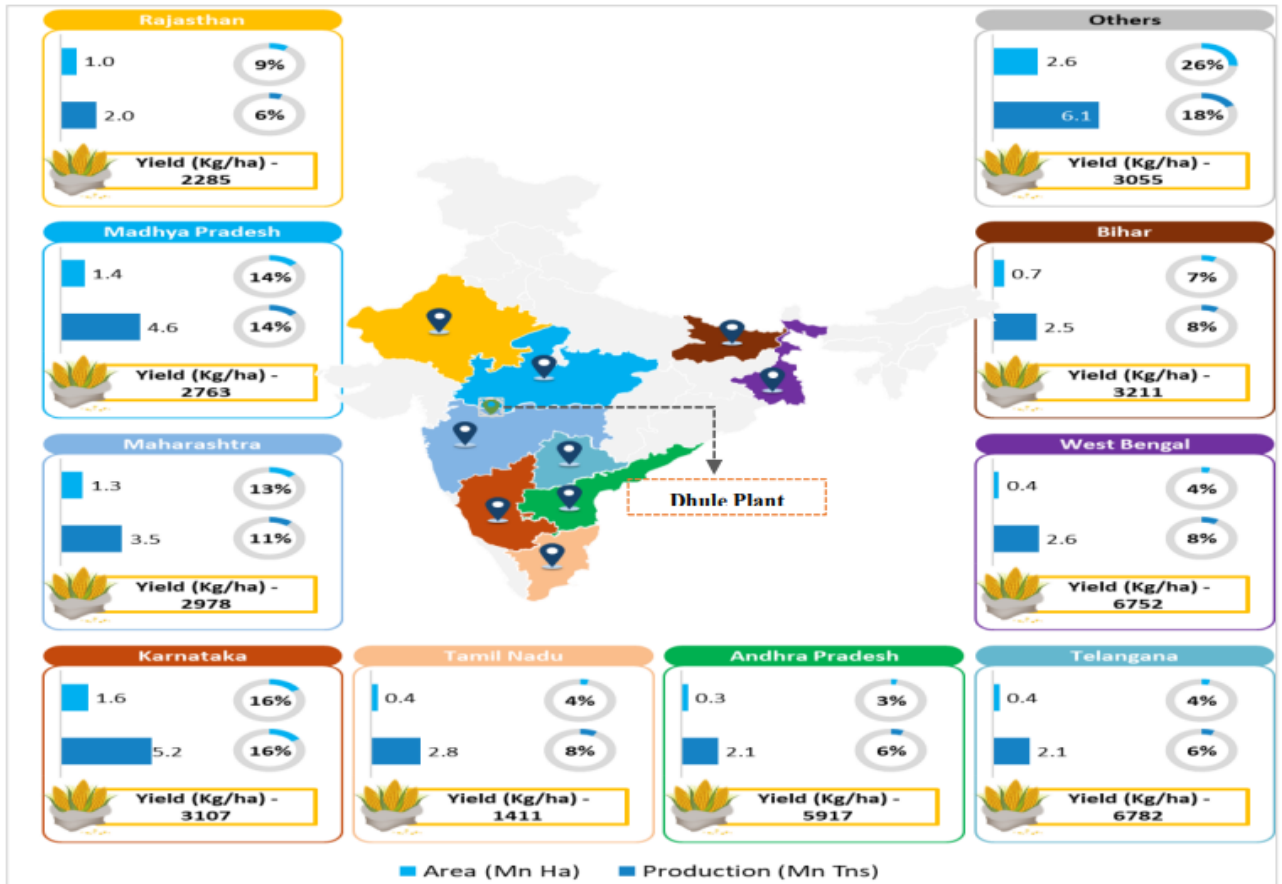 Rajasthan
1.0
9%
2.0
6%
Yield (Kg/ha) -
2285
Others
2.6
26%
6.1
18%
Yield (Kg/ha) -
3055
Madhya Pradesh
1.4
14%
4.6
14%
Yield (Kg/ha) -
2763
Bihar
0.7
7%
2.5
8%
Yield (Kg/ha) -
3211
Maharashtra
1.3
13%
3.5
11%
Yield (Kg/ha) -
2978
Dhule Plant
West Bengal
0.4
4%
2.6
8%
Yield (Kg/ha) -
6752
Karnataka
1.6
16%
5.2
16%
Yield (Kg/ha) -
3107
Tamil Nadu
0.4
4%
2.8
8%
Yield (Kg/ha) -
1411
Andhra Pradesh
0.3
3%
2.1
6%
Yield (Kg/ha) -
5917
Telangana
0.4
4%
2.1
6%
Yield (Kg/ha) -
6782
Area (Mn Ha)
Production (Mn Tns)